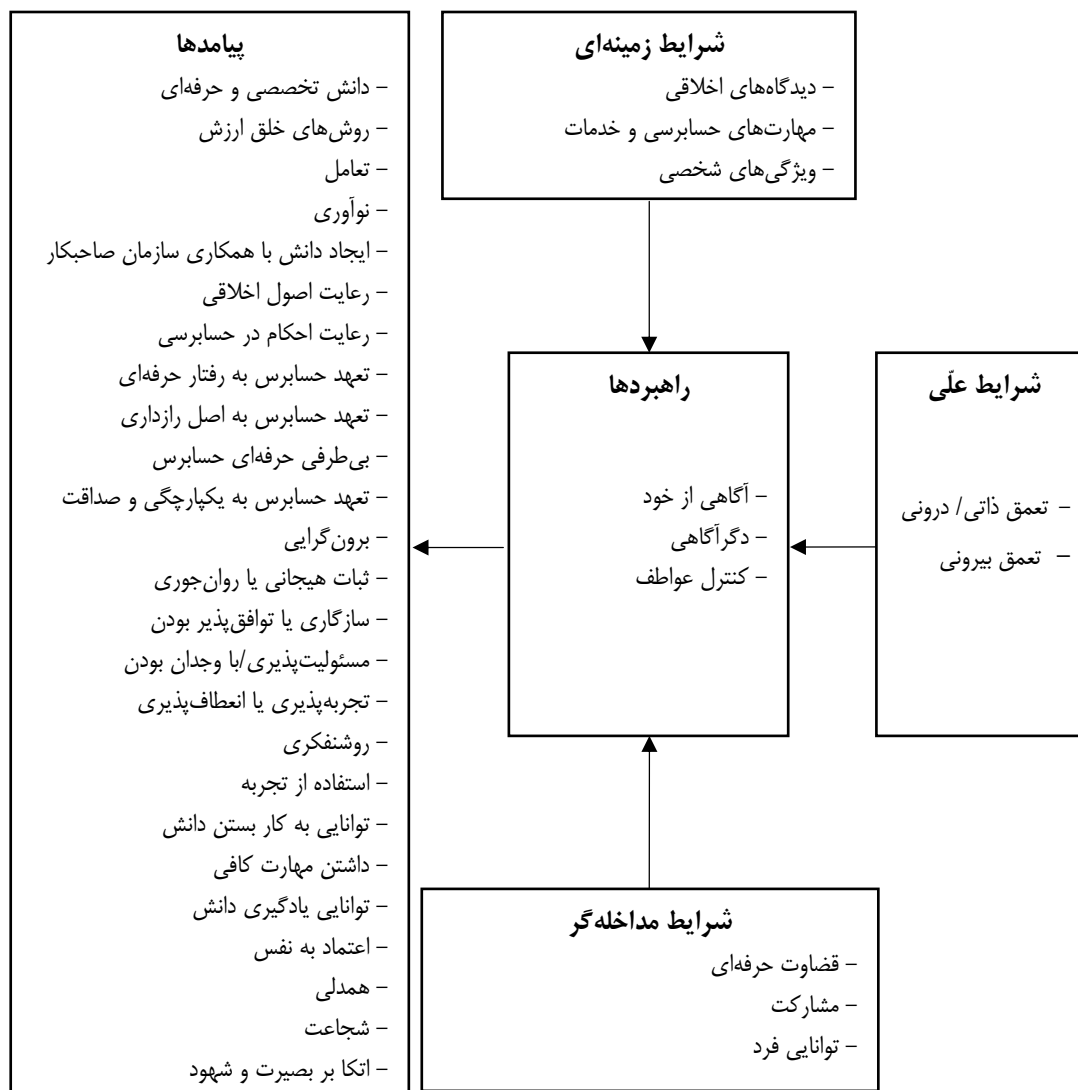 شرایط زمینه‌ای
– دیدگاه‌های اخلاقی
– مهارت‌های حسابرسی و خدمات
– ویژگی‌های شخصی
شرایط علّی
– تعمق ذاتی/ درونی
– تعمق بیرونی
راهبردها
– آگاهی از خود
– دگرآگاهی
– کنترل عواطف
شرایط مداخله‌گر
– قضاوت حرفه‌ای
– مشارکت
– توانایی فرد
پیامدها
– دانش تخصصی و حرفه‌ای
– روش‌های خلق ارزش
– تعامل
– نوآوری
– ایجاد دانش با همکاری سازمان صاحبکار
– رعایت اصول اخلاقی
– رعایت احکام در حسابرسی
– تعهد حسابرس به رفتار حرفه‌ای
– تعهد حسابرس به اصل رازداری
– بی‌طرفی حرفه‌ای حسابرس
– تعهد حسابرس به یکپارچگی و صداقت
– برون‌گرایی
– ثبات هیجانی یا روان‌جوری
– سازگاری یا توافق‌پذیر بودن
– مسئولیت‌پذیری/با وجدان بودن
– تجربه‌پذیری یا انعطاف‌پذیری
– روشنفکری
– استفاده از تجربه
– توانایی به کار بستن دانش
– داشتن مهارت کافی
– توانایی یادگیری دانش
– اعتماد به نفس
– همدلی
– شجاعت
– اتکا بر بصیرت و شهود